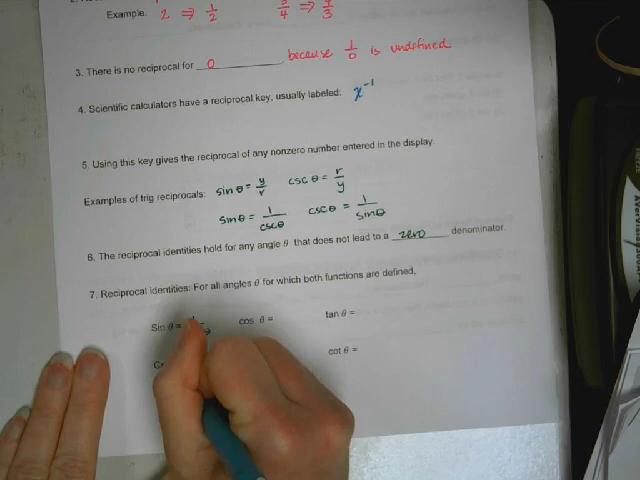 Example. 2 ⇒ 1/2 3/4 ⇒ 4/3
3. There is no reciprocal for 0 because 1/0 is undefined
4. Scientific calculators have a reciprocal key, usually labeled: x⁻¹
5. Using this key gives the reciprocal of any nonzero number entered in the display.
Examples of trig reciprocals: sin θ = y/r csc θ = r/y
sin θ = 1/csc θ csc θ = 1/sin θ
6. The reciprocal identities hold for any angle θ that does not lead to a zero denominator.
7. Reciprocal identities: For all angles θ for which both functions are defined,
Sin θ = cos θ = tan θ =
cot θ =